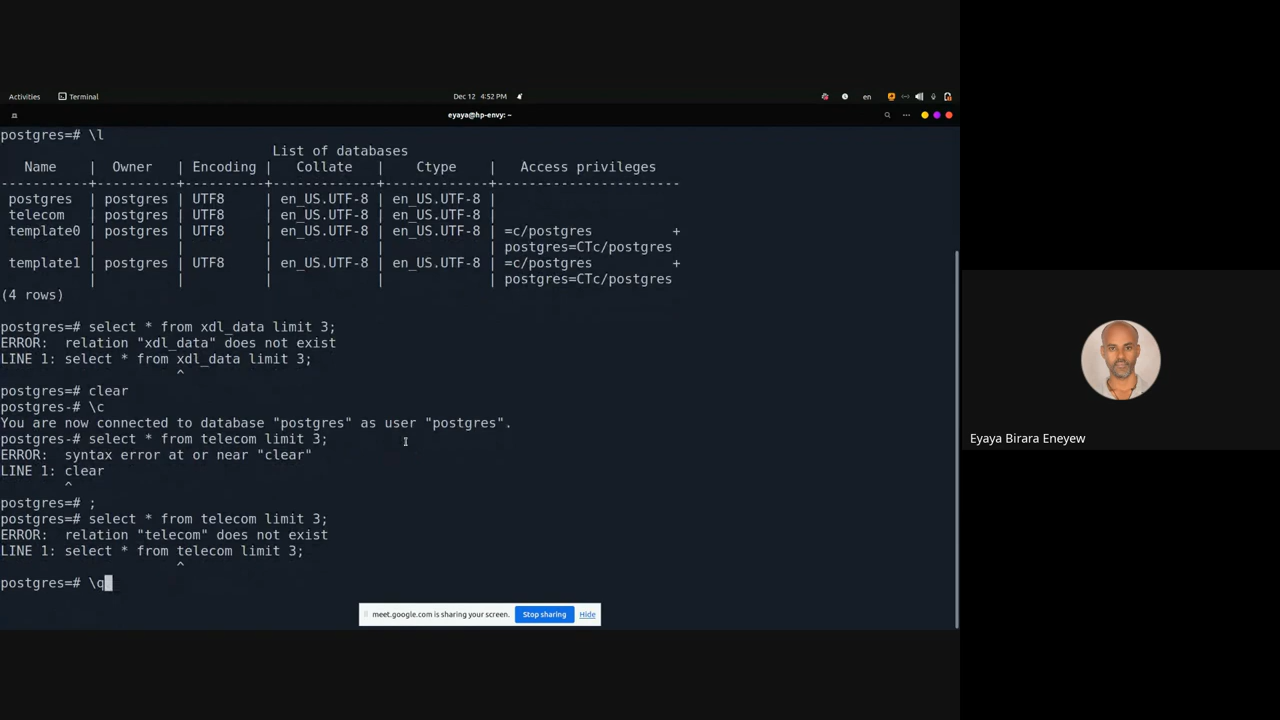 Activities Terminal Dec 12 4:52 PM en
eyaya@hp-envy: ~
postgres=# \l
List of databases
Name | Owner | Encoding | Collate | Ctype | Access privileges
-----------+----------+----------+-------------+-------------+-----------------------
postgres | postgres | UTF8 | en_US.UTF-8 | en_US.UTF-8 |
telecom | postgres | UTF8 | en_US.UTF-8 | en_US.UTF-8 |
template0 | postgres | UTF8 | en_US.UTF-8 | en_US.UTF-8 | =c/postgres +
| | | | | postgres=CTc/postgres
template1 | postgres | UTF8 | en_US.UTF-8 | en_US.UTF-8 | =c/postgres +
| | | | | postgres=CTc/postgres
(4 rows)
postgres=# select * from xdl_data limit 3;
ERROR: relation "xdl_data" does not exist
LINE 1: select * from xdl_data limit 3;
^
postgres=# clear
postgres-# \c
You are now connected to database "postgres" as user "postgres".
postgres-# select * from telecom limit 3;
ERROR: syntax error at or near "clear"
LINE 1: clear
^
postgres=# ;
postgres=# select * from telecom limit 3;
ERROR: relation "telecom" does not exist
LINE 1: select * from telecom limit 3;
^
postgres=# \q
meet.google.com is sharing your screen. Stop sharing Hide
Eyaya Birara Eneyew